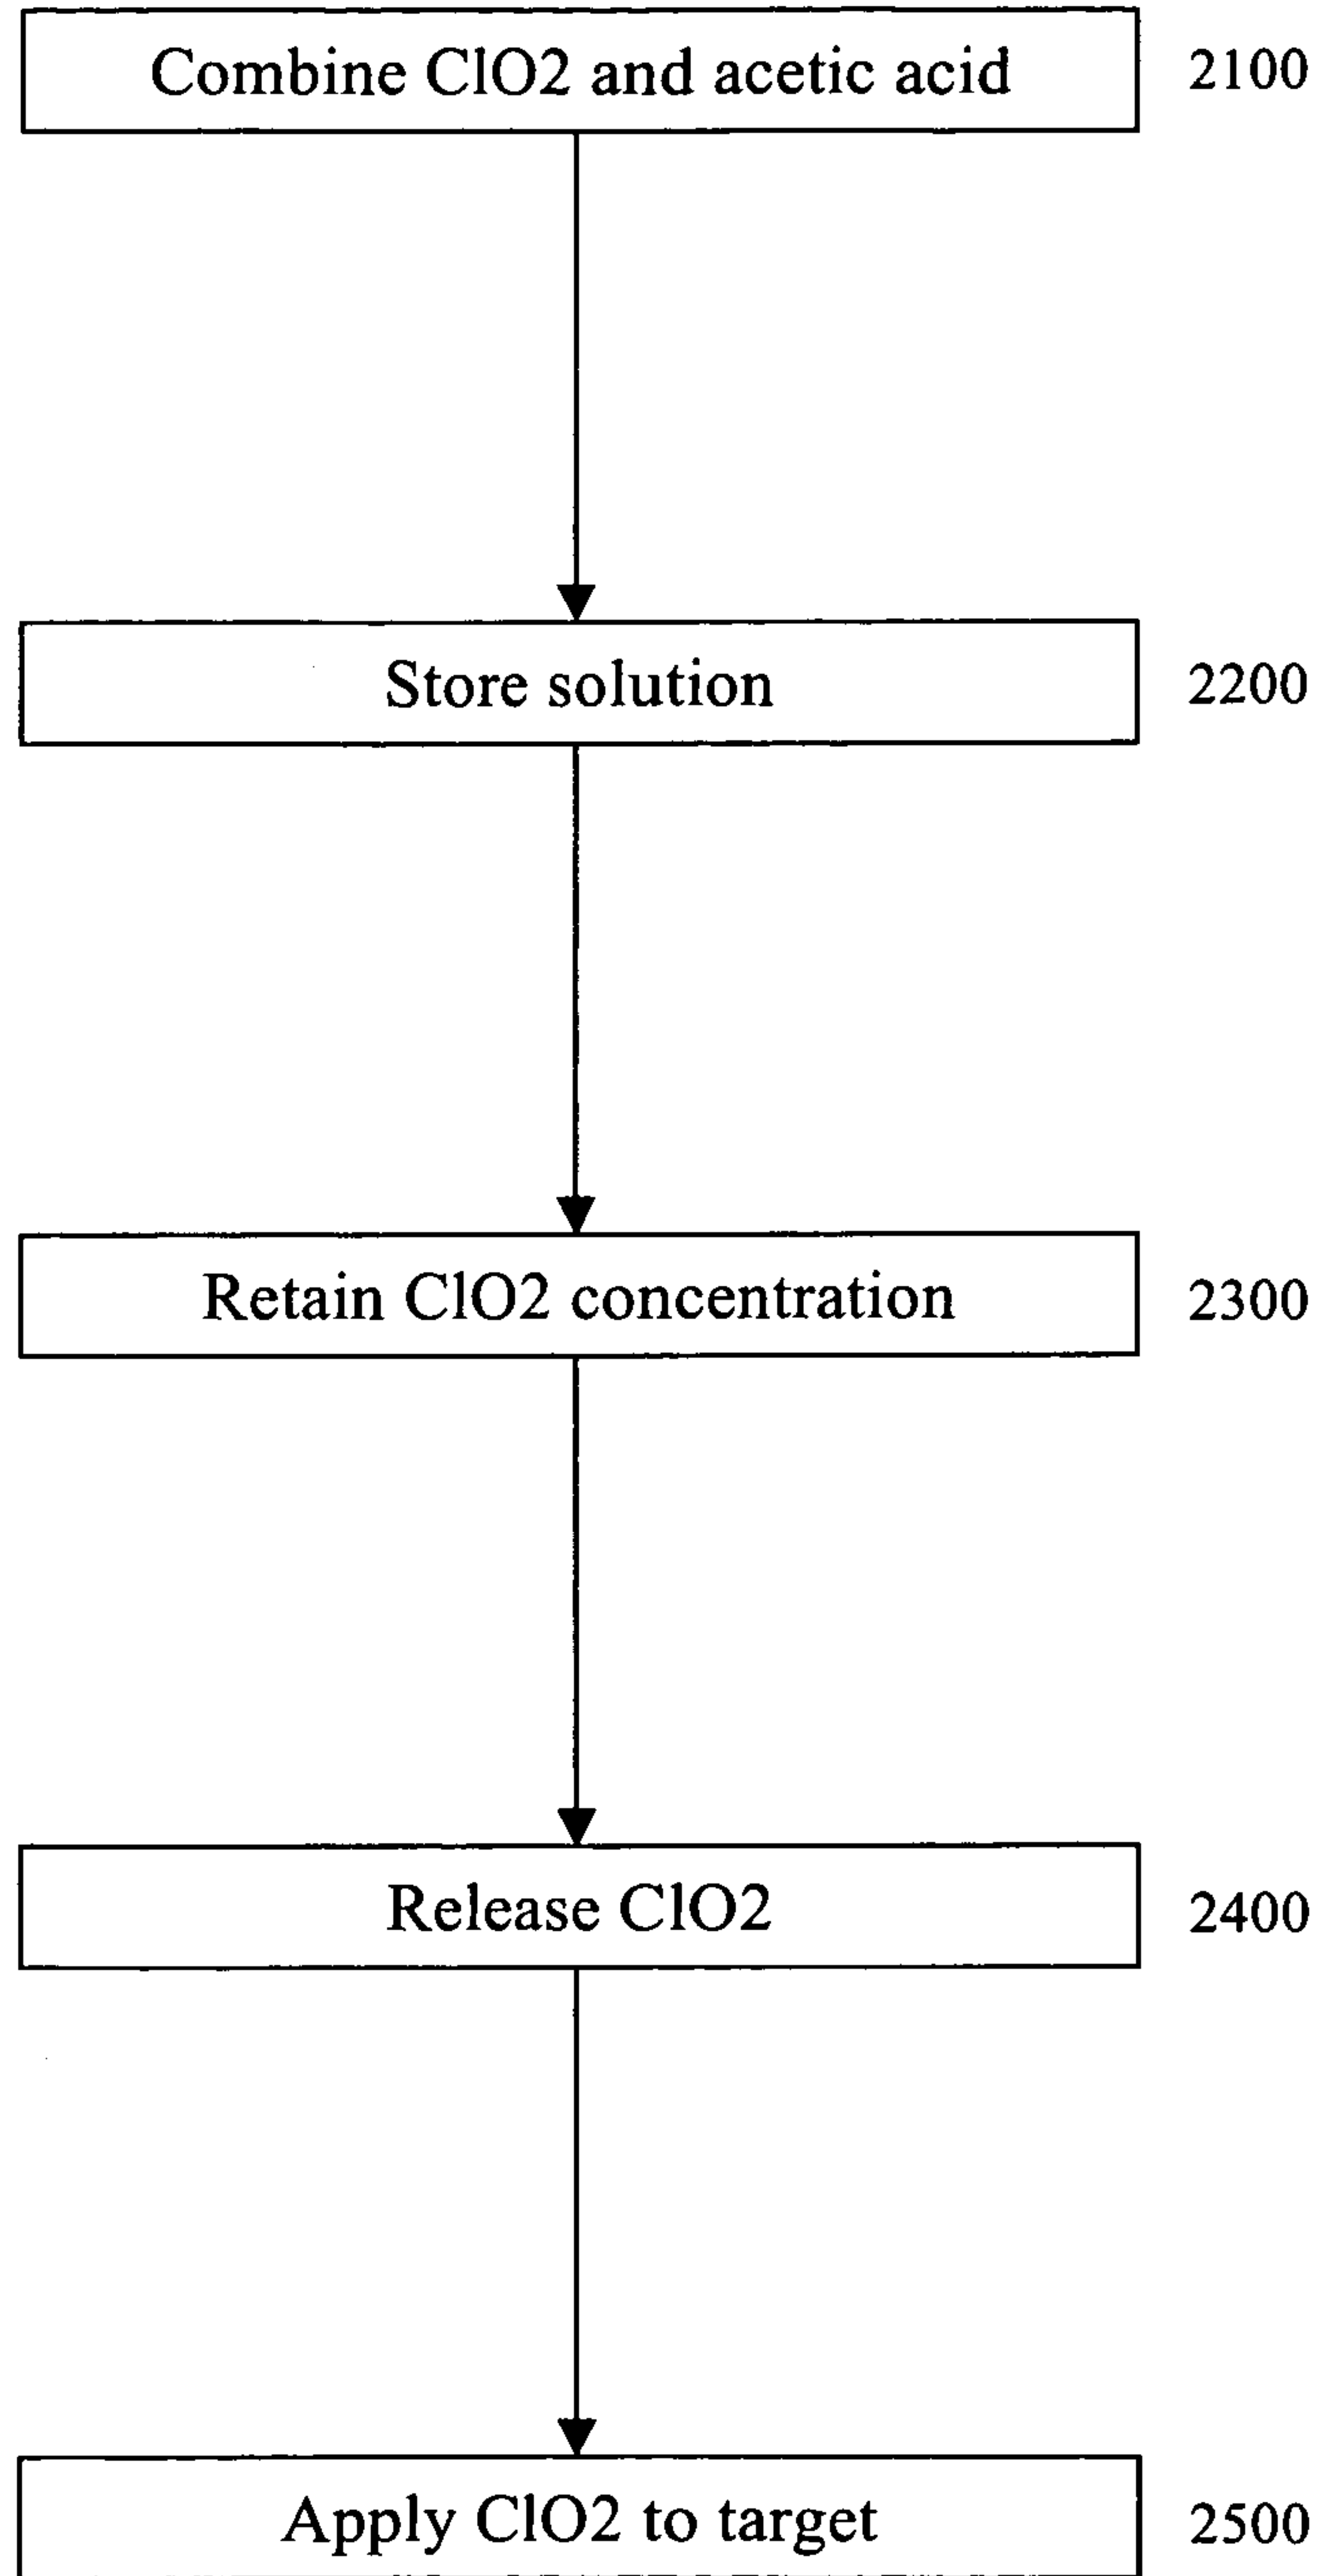 Combine ClO2 and acetic acid 2100
Store solution 2200
Retain ClO2 concentration 2300
Release ClO2 2400
Apply ClO2 to target 2500